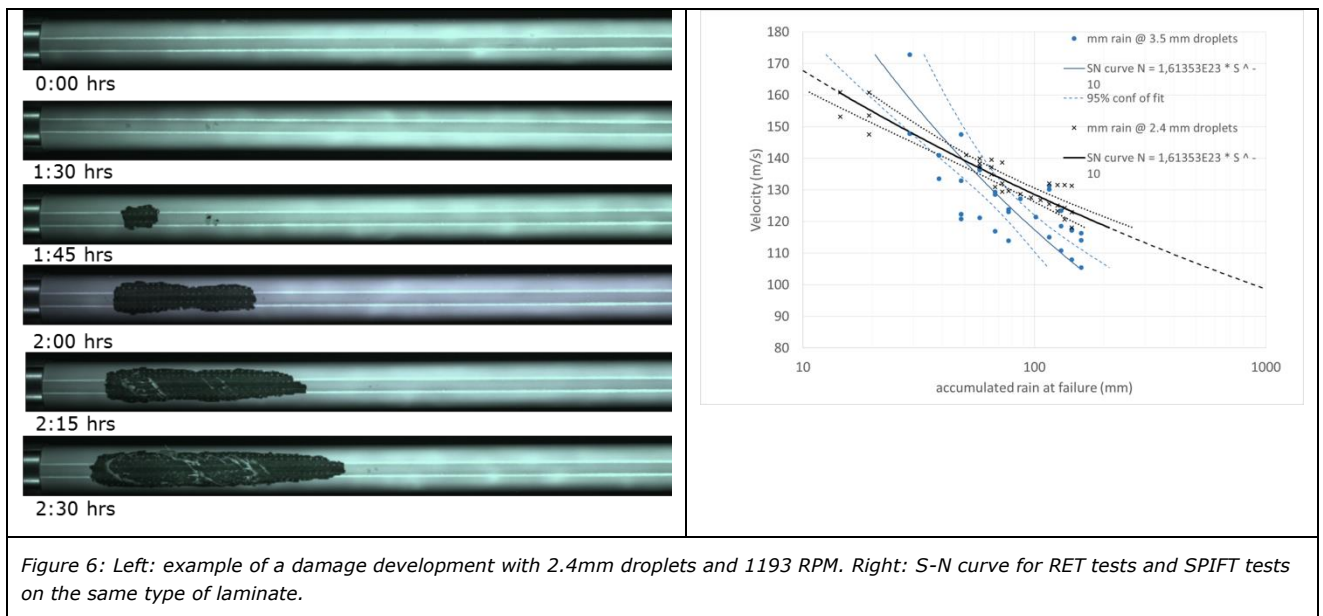 0:00 hrs
1:30 hrs
1:45 hrs
2:00 hrs
2:15 hrs
2:30 hrs
180
170
160
150
140
130
120
110
100
90
80
Velocity (m/s)
10
100
1000
accumulated rain at failure (mm)
mm rain @ 3.5 mm droplets
SN curve N = 1,61353E23 * S ^ -
10
95% conf of fit
mm rain @ 2.4 mm droplets
SN curve N = 1,61353E23 * S ^ -
10
Figure 6: Left: example of a damage development with 2.4mm droplets and 1193 RPM. Right: S-N curve for RET tests and SPIFT tests
on the same type of laminate.